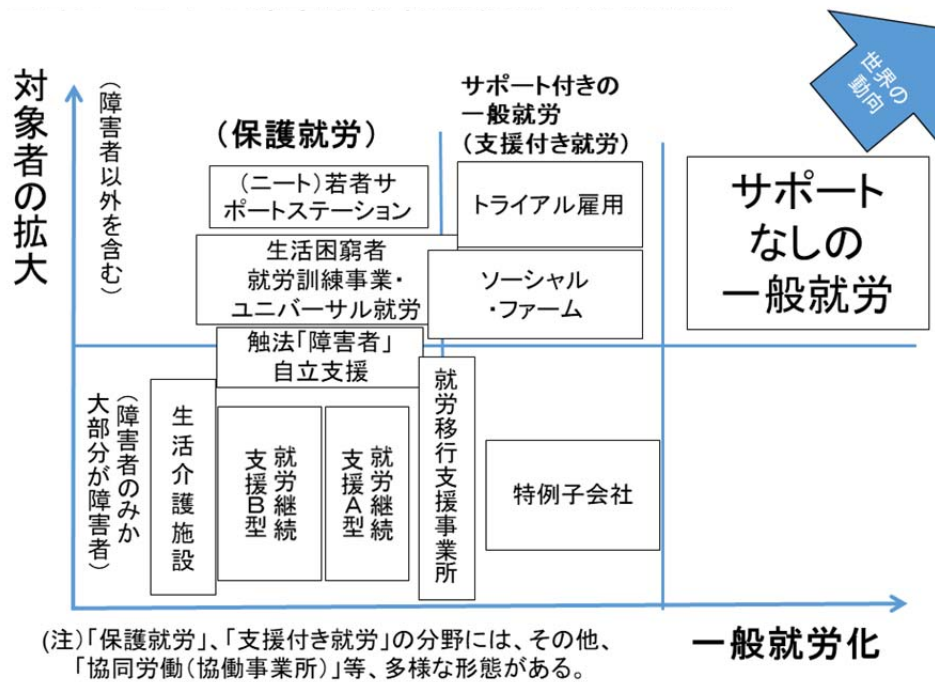 世界の
動向
対象者の拡大
(障害者以外を含む)
(保護就労)
サポート付きの
一般就労
(支援付き就労)
(ニート)若者サ
ポートステーション
トライアル雇用
サポート
なしの
一般就労
生活困窮者
就労訓練事業・
ユニバーサル就労
ソーシャル
・ファーム
触法「障害者」
自立支援
(障害者のみか
大部分が障害者)
生活介護施設
就労継続
支援B型
就労継続
支援A型
就労移行支援事業所
特例子会社
一般就労化
(注)「保護就労」、「支援付き就労」の分野には、その他、
「協同労働(協働事業所)」等、多様な形態がある。